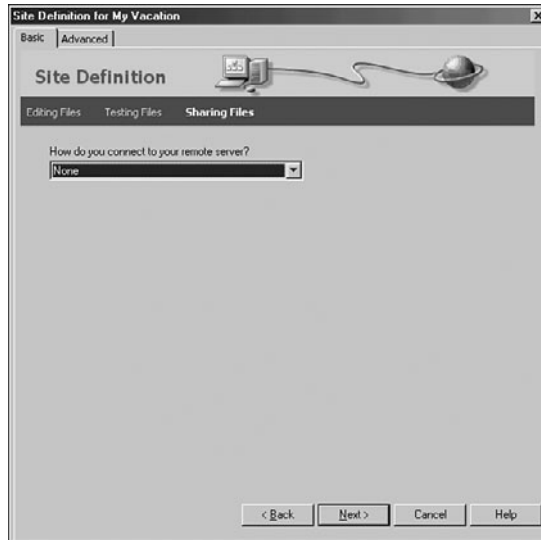 Site Definition for My Vacation
Basic Advanced
Site Definition
Editing Files Testing Files Sharing Files
How do you connect to your remote server?
None
< Back Next > Cancel Help